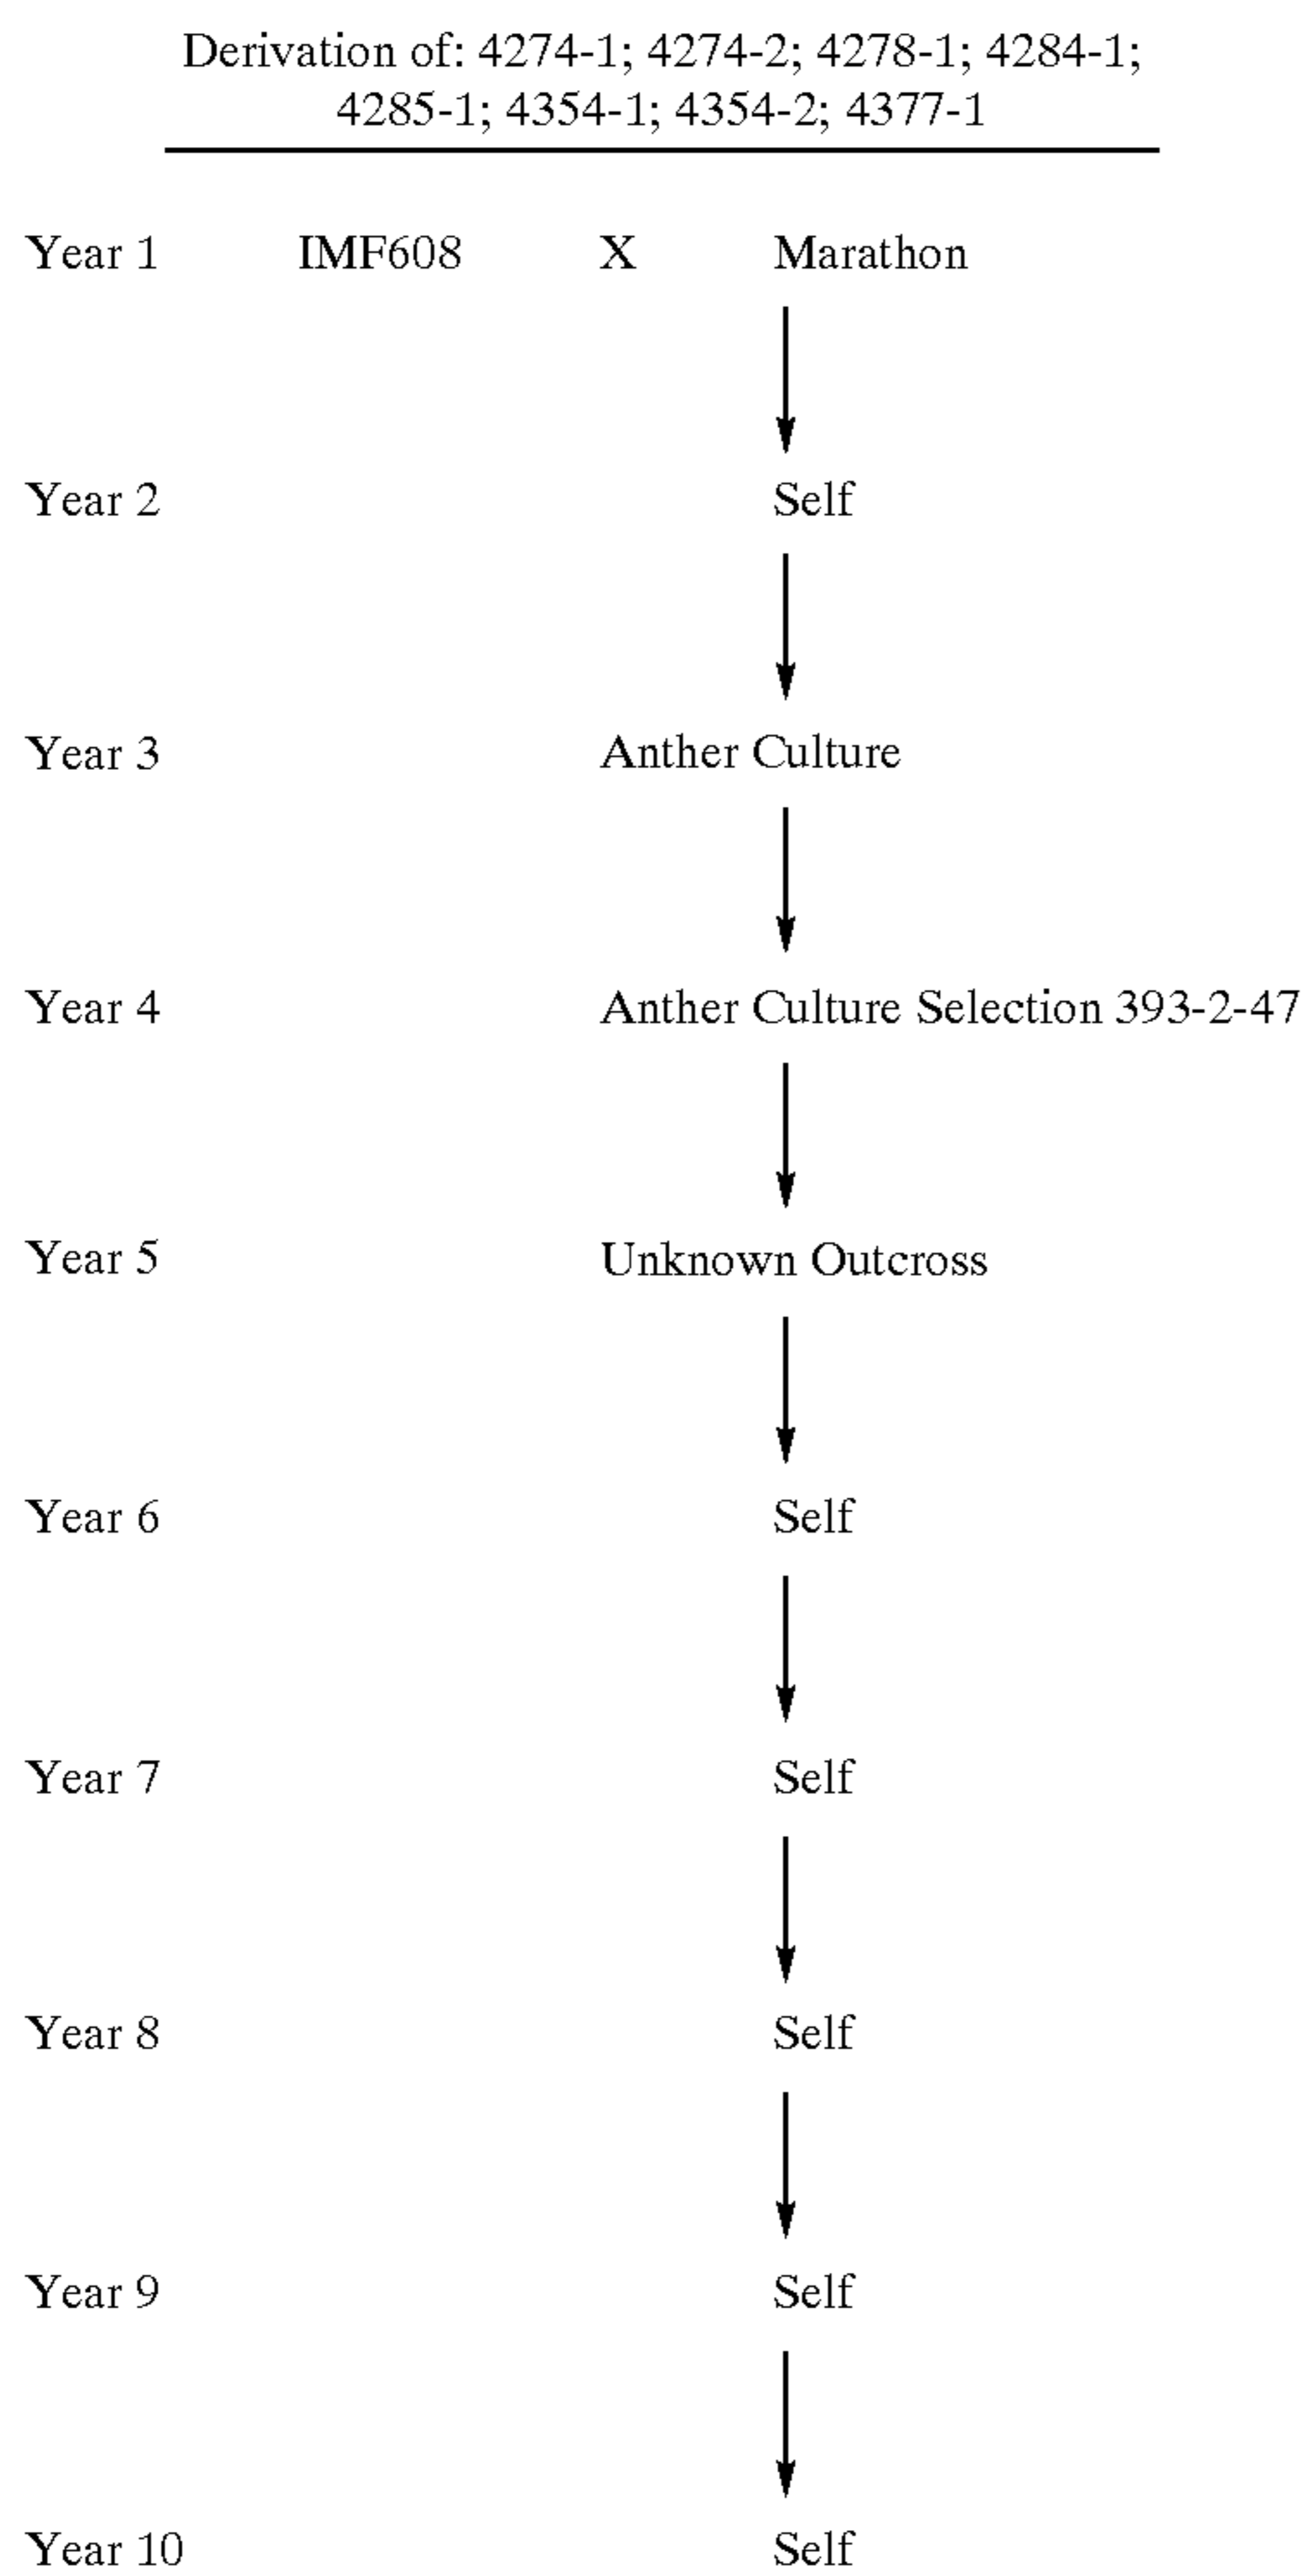 Derivation of: 4274-1; 4274-2; 4278-1; 4284-1;
4285-1; 4354-1; 4354-2; 4377-1
Year 1 IMF608 X Marathon
Year 2 Self
Year 3 Anther Culture
Year 4 Anther Culture Selection 393-2-47
Year 5 Unknown Outcross
Year 6 Self
Year 7 Self
Year 8 Self
Year 9 Self
Year 10 Self